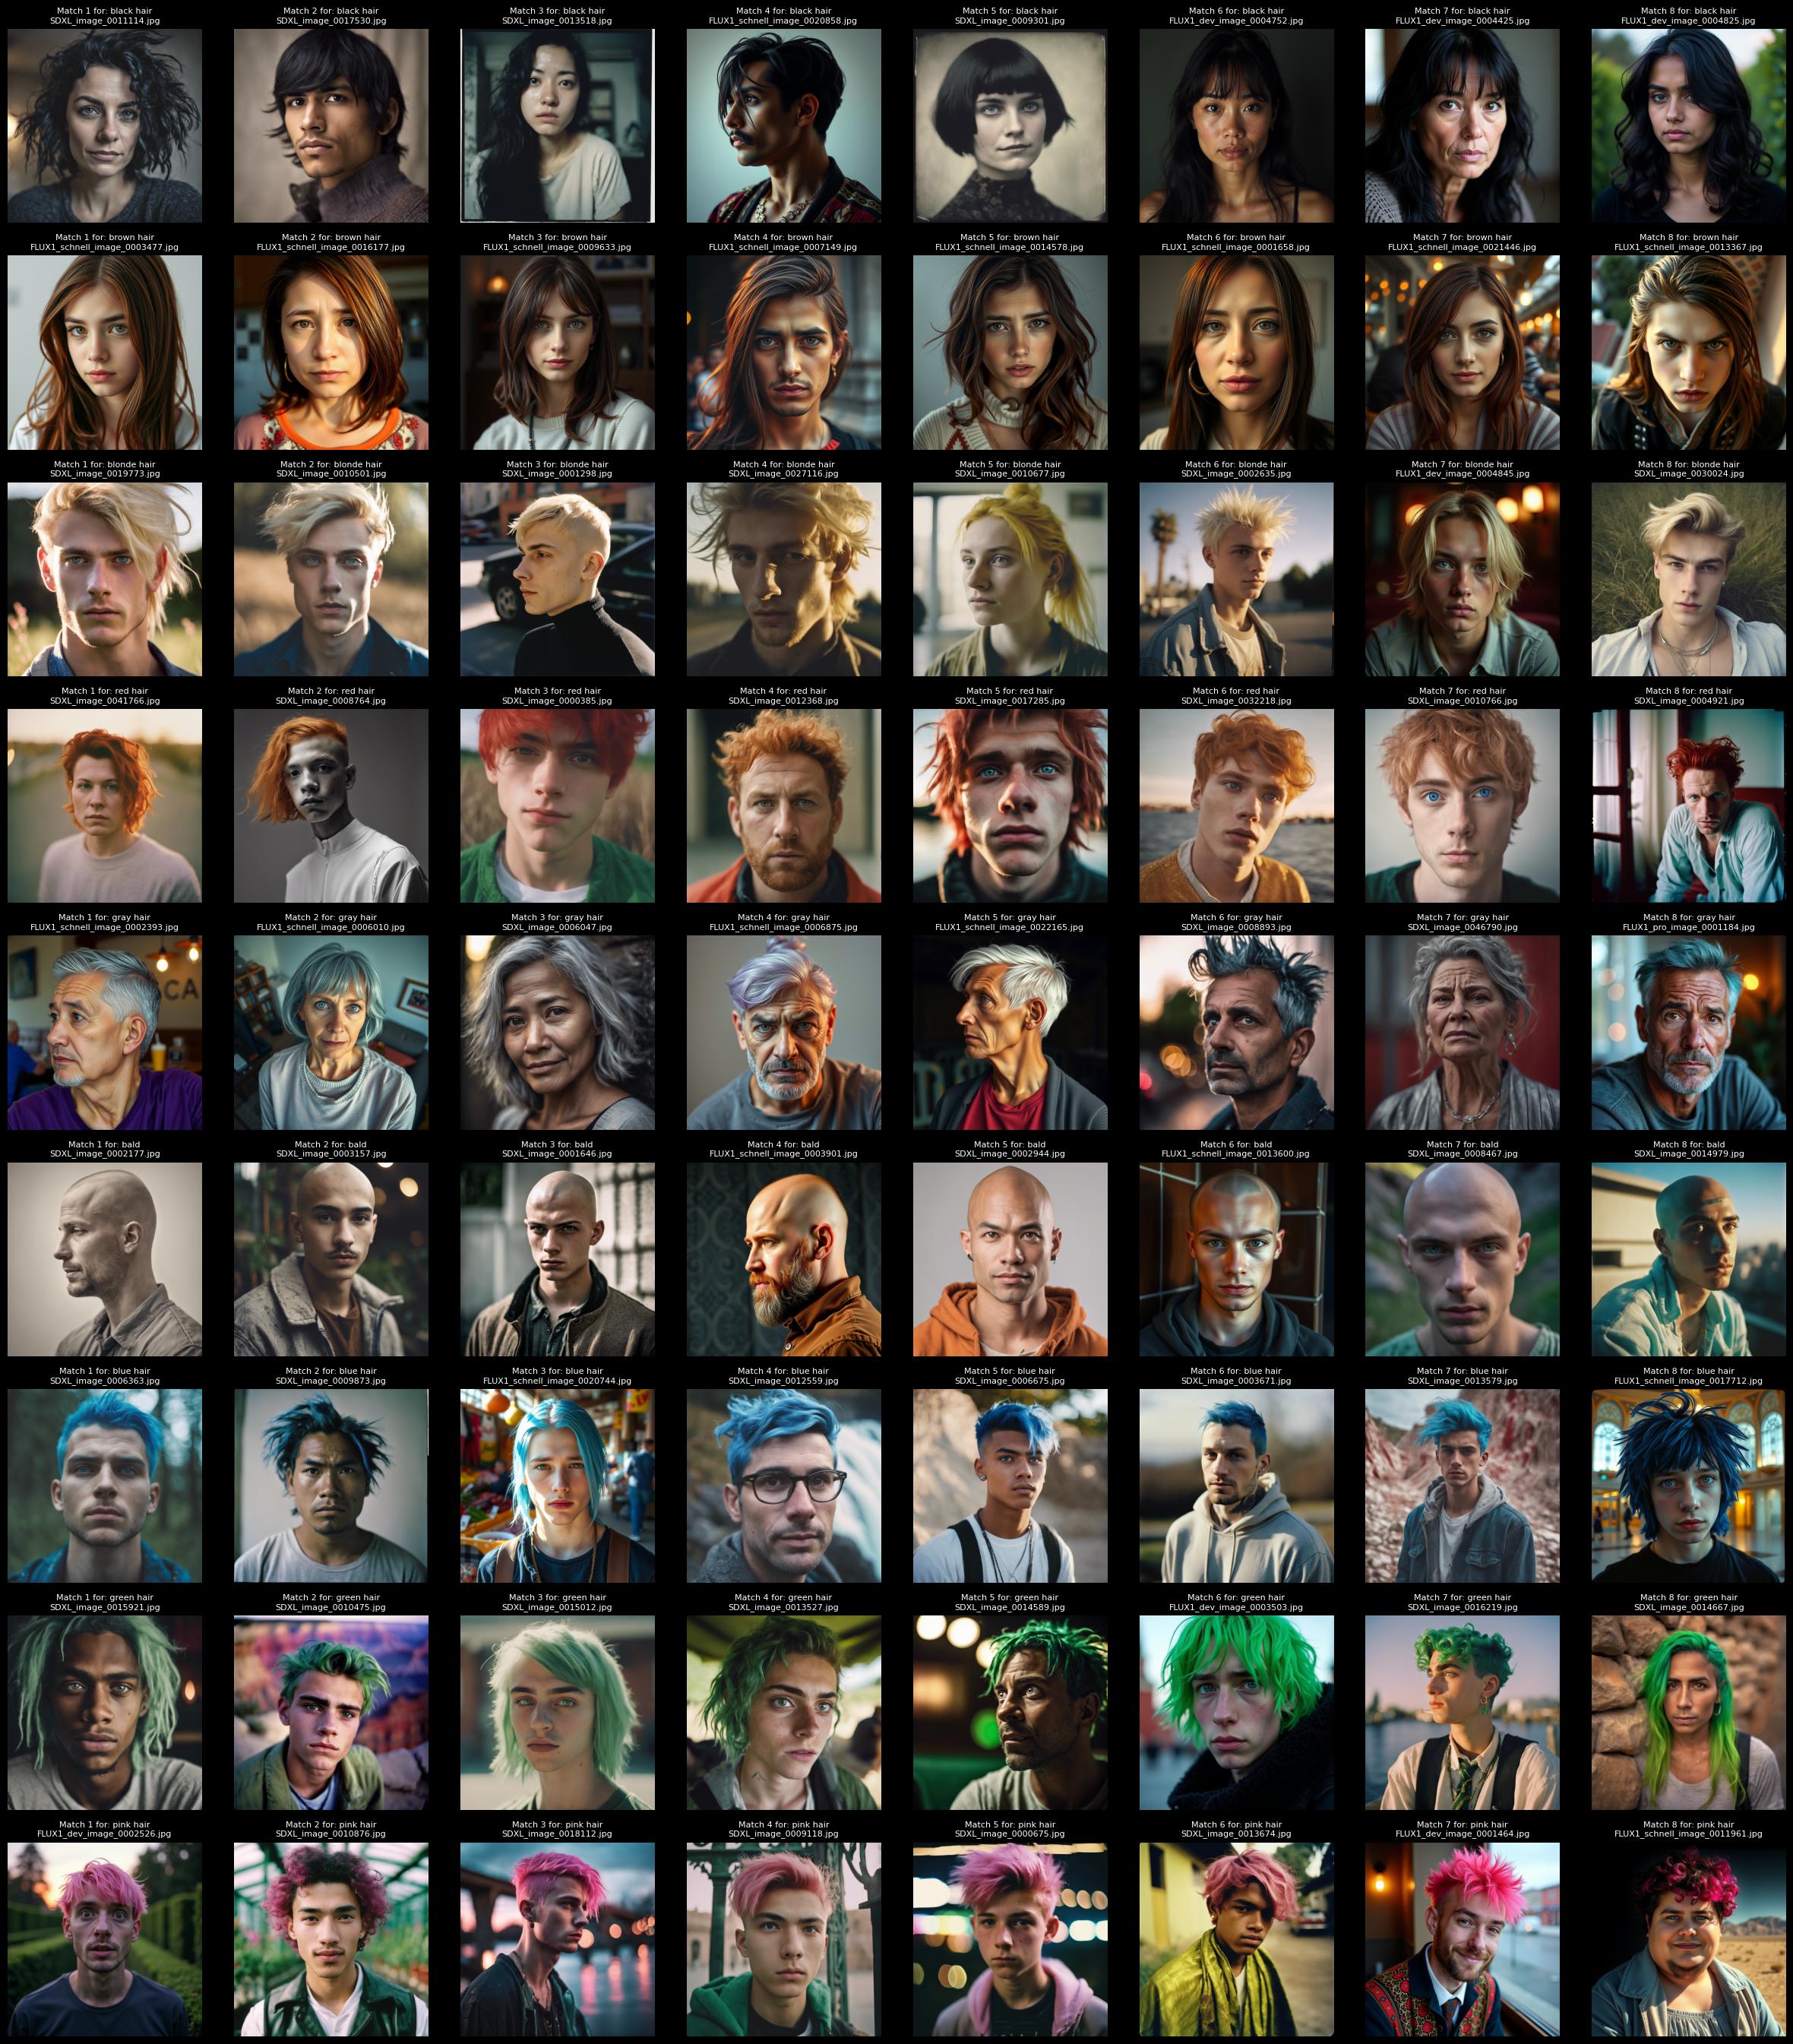 Match 1 for: black hair
SDXL_image_0011114.jpg
Match 2 for: black hair
SDXL_image_0017530.jpg
Match 3 for: black hair
SDXL_image_0013518.jpg
Match 4 for: black hair
FLUX1_schnell_image_0020858.jpg
Match 5 for: black hair
SDXL_image_0009301.jpg
Match 6 for: black hair
FLUX1_dev_image_0004752.jpg
Match 7 for: black hair
FLUX1_dev_image_0004425.jpg
Match 8 for: black hair
FLUX1_dev_image_0004825.jpg
Match 1 for: brown hair
FLUX1_schnell_image_0003477.jpg
Match 2 for: brown hair
FLUX1_schnell_image_0016177.jpg
Match 3 for: brown hair
FLUX1_schnell_image_0009633.jpg
Match 4 for: brown hair
FLUX1_schnell_image_0007149.jpg
Match 5 for: brown hair
FLUX1_schnell_image_0014578.jpg
Match 6 for: brown hair
FLUX1_schnell_image_0001658.jpg
Match 7 for: brown hair
FLUX1_schnell_image_0021446.jpg
Match 8 for: brown hair
FLUX1_schnell_image_0013367.jpg
Match 1 for: blonde hair
SDXL_image_0019773.jpg
Match 2 for: blonde hair
SDXL_image_0010501.jpg
Match 3 for: blonde hair
SDXL_image_0001298.jpg
Match 4 for: blonde hair
SDXL_image_0027116.jpg
Match 5 for: blonde hair
SDXL_image_0010677.jpg
Match 6 for: blonde hair
SDXL_image_0002635.jpg
Match 7 for: blonde hair
FLUX1_dev_image_0004845.jpg
Match 8 for: blonde hair
SDXL_image_0030024.jpg
Match 1 for: red hair
SDXL_image_0041766.jpg
Match 2 for: red hair
SDXL_image_0008764.jpg
Match 3 for: red hair
SDXL_image_0000385.jpg
Match 4 for: red hair
SDXL_image_0012368.jpg
Match 5 for: red hair
SDXL_image_0017285.jpg
Match 6 for: red hair
SDXL_image_0032218.jpg
Match 7 for: red hair
SDXL_image_0010766.jpg
Match 8 for: red hair
SDXL_image_0004921.jpg
Match 1 for: gray hair
FLUX1_schnell_image_0002393.jpg
Match 2 for: gray hair
FLUX1_schnell_image_0006010.jpg
Match 3 for: gray hair
SDXL_image_0006047.jpg
Match 4 for: gray hair
FLUX1_schnell_image_0006875.jpg
Match 5 for: gray hair
FLUX1_schnell_image_0022165.jpg
Match 6 for: gray hair
SDXL_image_0008893.jpg
Match 7 for: gray hair
SDXL_image_0046790.jpg
Match 8 for: gray hair
FLUX1_pro_image_0001184.jpg
CA
Match 1 for: bald
SDXL_image_0002177.jpg
Match 2 for: bald
SDXL_image_0003157.jpg
Match 3 for: bald
SDXL_image_0001646.jpg
Match 4 for: bald
FLUX1_schnell_image_0003901.jpg
Match 5 for: bald
SDXL_image_0002944.jpg
Match 6 for: bald
FLUX1_schnell_image_0013600.jpg
Match 7 for: bald
SDXL_image_0008467.jpg
Match 8 for: bald
SDXL_image_0014979.jpg
Match 1 for: blue hair
SDXL_image_0006363.jpg
Match 2 for: blue hair
SDXL_image_0009873.jpg
Match 3 for: blue hair
FLUX1_schnell_image_0020744.jpg
Match 4 for: blue hair
SDXL_image_0012559.jpg
Match 5 for: blue hair
SDXL_image_0006675.jpg
Match 6 for: blue hair
SDXL_image_0003671.jpg
Match 7 for: blue hair
SDXL_image_0013579.jpg
Match 8 for: blue hair
FLUX1_schnell_image_0017712.jpg
Match 1 for: green hair
SDXL_image_0015921.jpg
Match 2 for: green hair
SDXL_image_0010475.jpg
Match 3 for: green hair
SDXL_image_0015012.jpg
Match 4 for: green hair
SDXL_image_0013527.jpg
Match 5 for: green hair
SDXL_image_0014589.jpg
Match 6 for: green hair
FLUX1_dev_image_0003503.jpg
Match 7 for: green hair
SDXL_image_0016219.jpg
Match 8 for: green hair
SDXL_image_0014667.jpg
Match 1 for: pink hair
FLUX1_dev_image_0002526.jpg
Match 2 for: pink hair
SDXL_image_0010876.jpg
Match 3 for: pink hair
SDXL_image_0018112.jpg
Match 4 for: pink hair
SDXL_image_0009118.jpg
Match 5 for: pink hair
SDXL_image_0000675.jpg
Match 6 for: pink hair
SDXL_image_0013674.jpg
Match 7 for: pink hair
FLUX1_dev_image_0001464.jpg
Match 8 for: pink hair
FLUX1_schnell_image_0011961.jpg